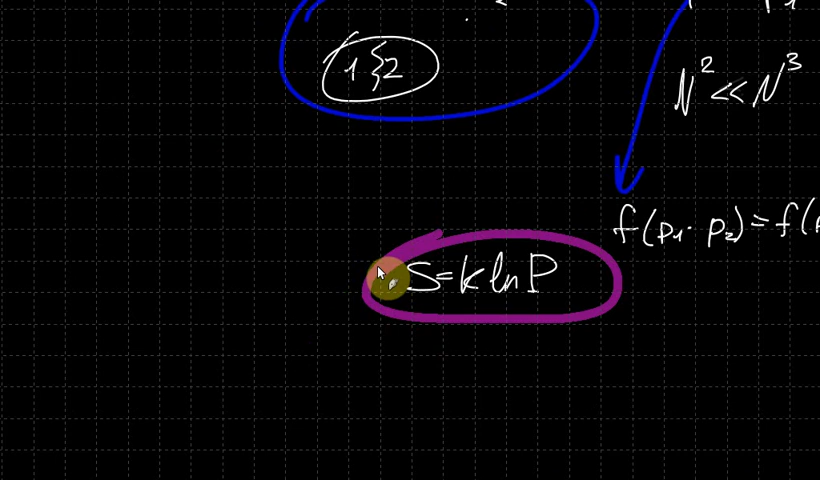 1 } 2
N² << N³
f(p₁ · p₂) = f(
S = k ln P